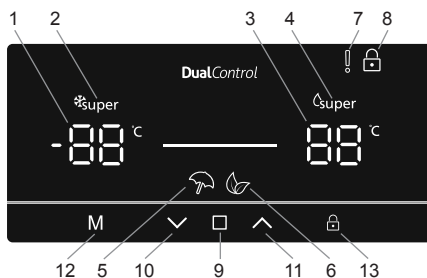 1 2 3 4 7 8
DualControl
super super
-88 °C 88 °C
M
12 5 10 9 11 6 13